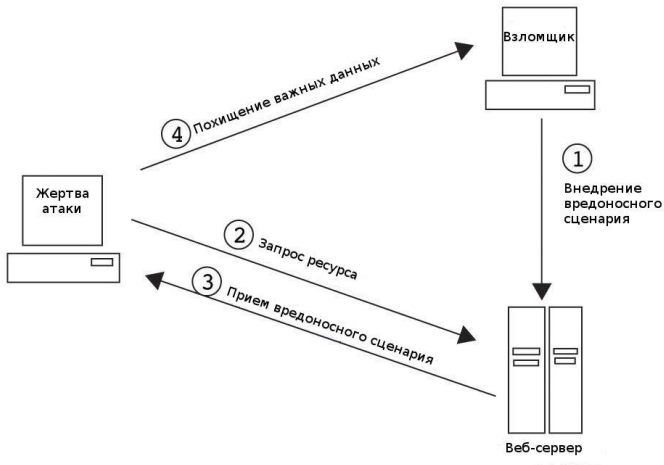 Взломщик
4 Похищение важных данных
1
Внедрение
вредоносного
сценария
Жертва
атаки
2 Запрос ресурса
3 Прием вредоносного сценария
Веб-сервер